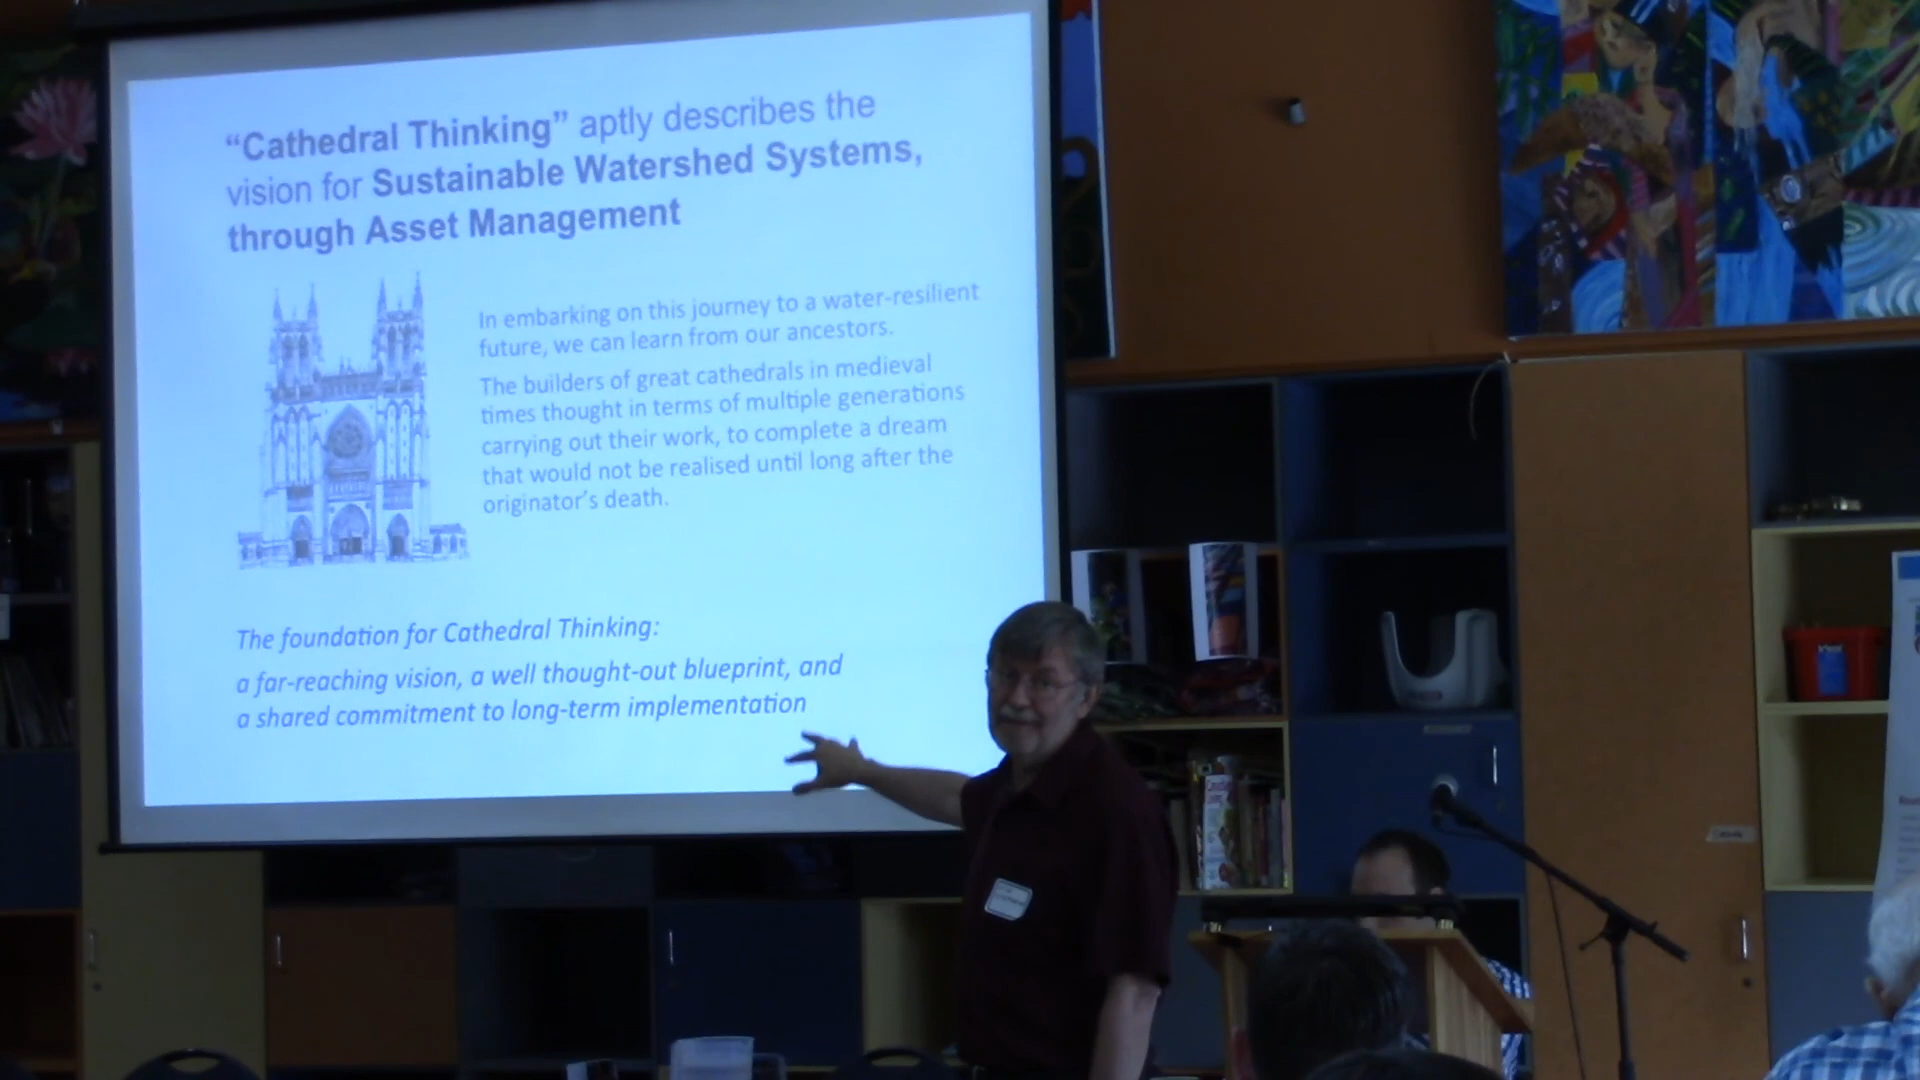 “Cathedral Thinking” aptly describes the
vision for Sustainable Watershed Systems,
through Asset Management
In embarking on this journey to a water-resilient
future, we can learn from our ancestors.
The builders of great cathedrals in medieval
times thought in terms of multiple generations
carrying out their work, to complete a dream
that would not be realised until long after the
originator’s death.
The foundation for Cathedral Thinking:
a far-reaching vision, a well thought-out blueprint, and
a shared commitment to long-term implementation